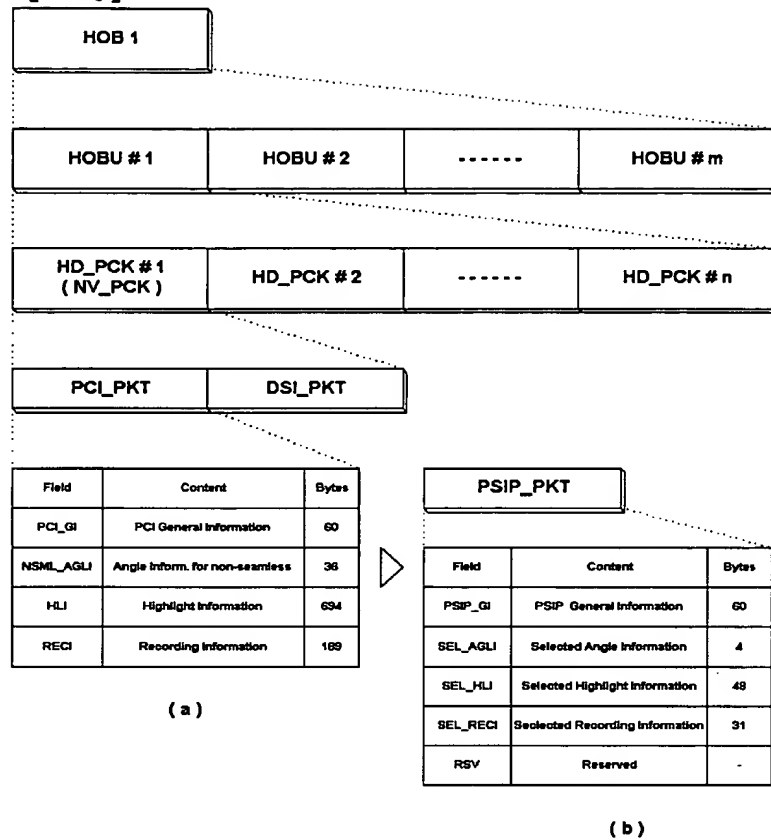 HOB 1
HOBU # 1 HOBU # 2 ------ HOBU # m
HD_PCK # 1 ( NV_PCK ) HD_PCK # 2 ------ HD_PCK # n
PCI_PKT DSI_PKT
Field Content Bytes
PCI_GI PCI General Information 60
NSML_AGLI Angle Inform. for non-seamless 36
HLI Highlight Information 694
RECI Recording Information 189
( a )
PSIP_PKT
Field Content Bytes
PSIP_GI PSIP General Information 60
SEL_AGLI Selected Angle Information 4
SEL_HLI Selected Highlight Information 48
SEL_RECI Seclected Recording Information 31
RSV Reserved -
( b )